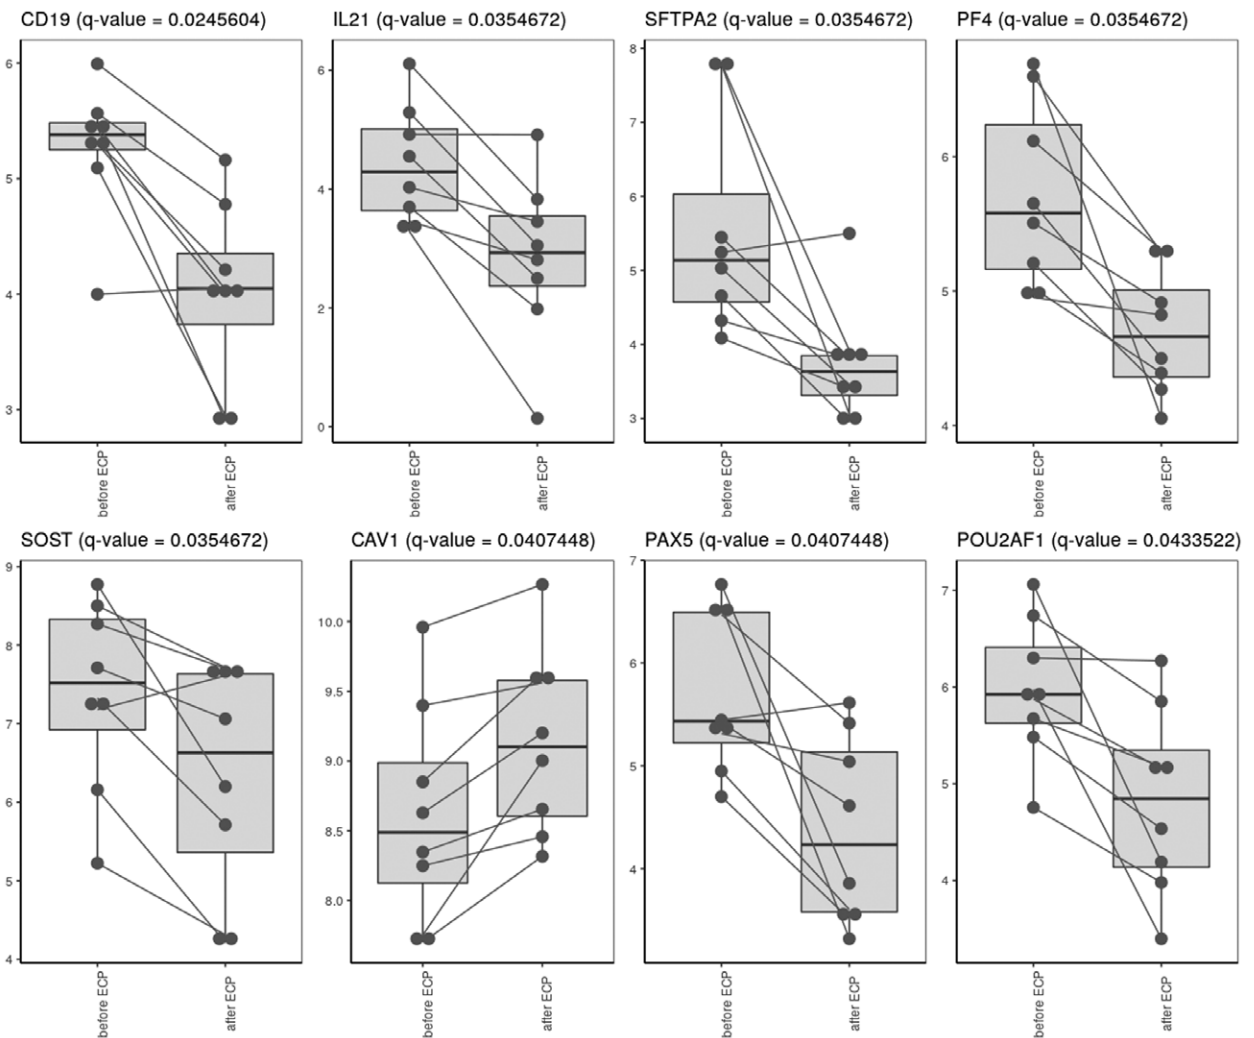 CD19 (q-value = 0.0245604)
6
5
4
3
before ECP
after ECP
IL21 (q-value = 0.0354672)
6
4
2
0
before ECP
after ECP
SFTPA2 (q-value = 0.0354672)
8
7
6
5
4
3
before ECP
after ECP
PF4 (q-value = 0.0354672)
6
5
4
before ECP
after ECP
SOST (q-value = 0.0354672)
9
8
7
6
5
4
before ECP
after ECP
CAV1 (q-value = 0.0407448)
10.0
9.5
9.0
8.5
8.0
before ECP
after ECP
PAX5 (q-value = 0.0407448)
7
6
5
4
before ECP
after ECP
POU2AF1 (q-value = 0.0433522)
7
6
5
4
before ECP
after ECP